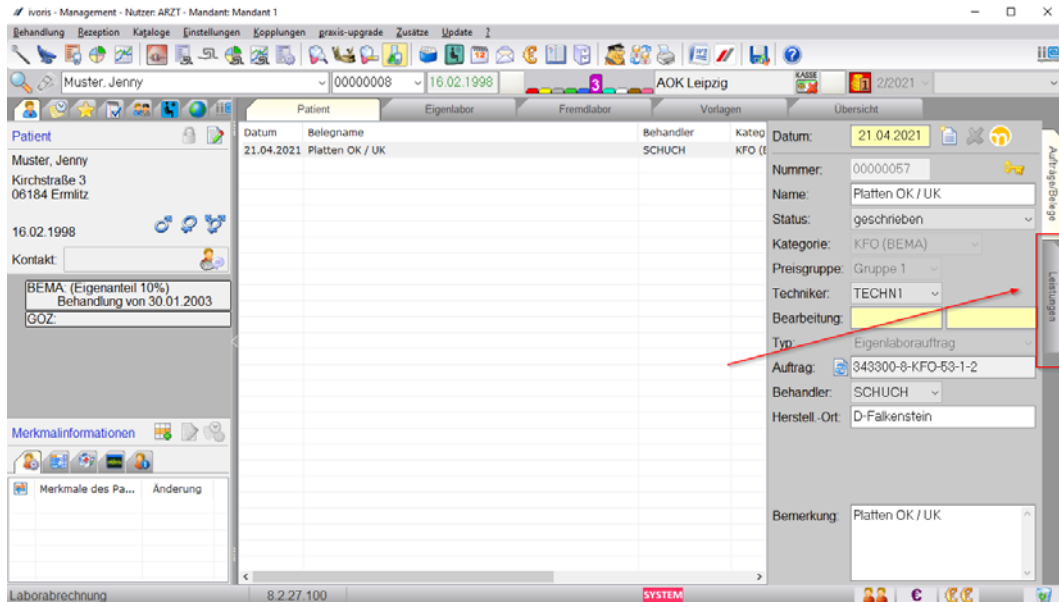 ivoris - Management - Nutzer: ARZT - Mandant: Mandant 1
Behandlung Rezeption Kataloge Einstellungen Kopplungen praxis-upgrade Zusätze Update ?
Muster, Jenny 00000008 16.02.1998 3 AOK Leipzig KASSE 2/2021
Patient Eigenlabor Fremdlabor Vorlagen Übersicht
Patient
Muster, Jenny
Kirchstraße 3
06184 Ermlitz
16.02.1998
Kontakt:
BEMA: (Eigenanteil 10%)
Behandlung von 30.01.2003
GOZ:
Merkmalinformationen
Merkmale des Pa... Änderung
Datum Belegname Behandler Kateg
21.04.2021 Platten OK / UK SCHUCH KFO (E
Datum: 21.04.2021
Nummer: 00000057
Name: Platten OK / UK
Status: geschrieben
Kategorie: KFO (BEMA)
Preisgruppe: Gruppe 1
Techniker: TECHN1
Bearbeitung:
Typ: Eigenlaborauftrag
Auftrag: 343300-8-KFO-53-1-2
Behandler: SCHUCH
Herstell.-Ort: D-Falkenstein
Bemerkung: Platten OK / UK
Aufträge/Belege
Leistungen
Laborabrechnung 8.2.27.100 SYSTEM